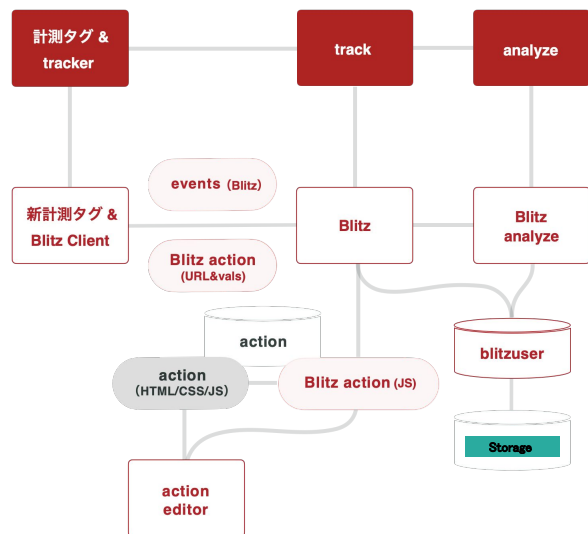 計測タグ &
tracker
track
analyze
events（Blitz）
新計測タグ &
Blitz Client
Blitz
Blitz
analyze
Blitz action
(URL&vals)
action
blitzuser
action
（HTML/CSS/JS）
Blitz action (JS)
Storage
action
editor